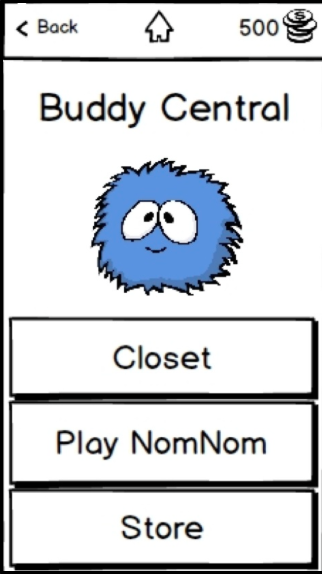 < Back 500
Buddy Central
Closet
Play NomNom
Store